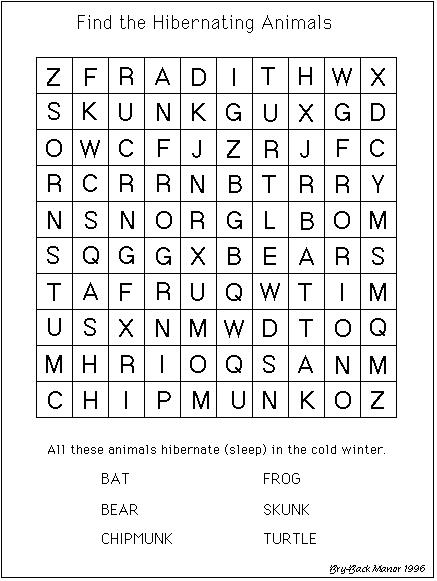 Find the Hibernating Animals
Z F R A D I T H W X
S K U N K G U X G D
O W C F J Z R J F C
R C R R N B T R R Y
N S N O R G L B O M
S Q G G X B E A R S
T A F R U Q W T I M
U S X N M W D T O Q
M H R I O Q S A N M
C H I P M U N K O Z
All these animals hibernate (sleep) in the cold winter.
BAT FROG
BEAR SKUNK
CHIPMUNK TURTLE
Bry-Back Manor 1996